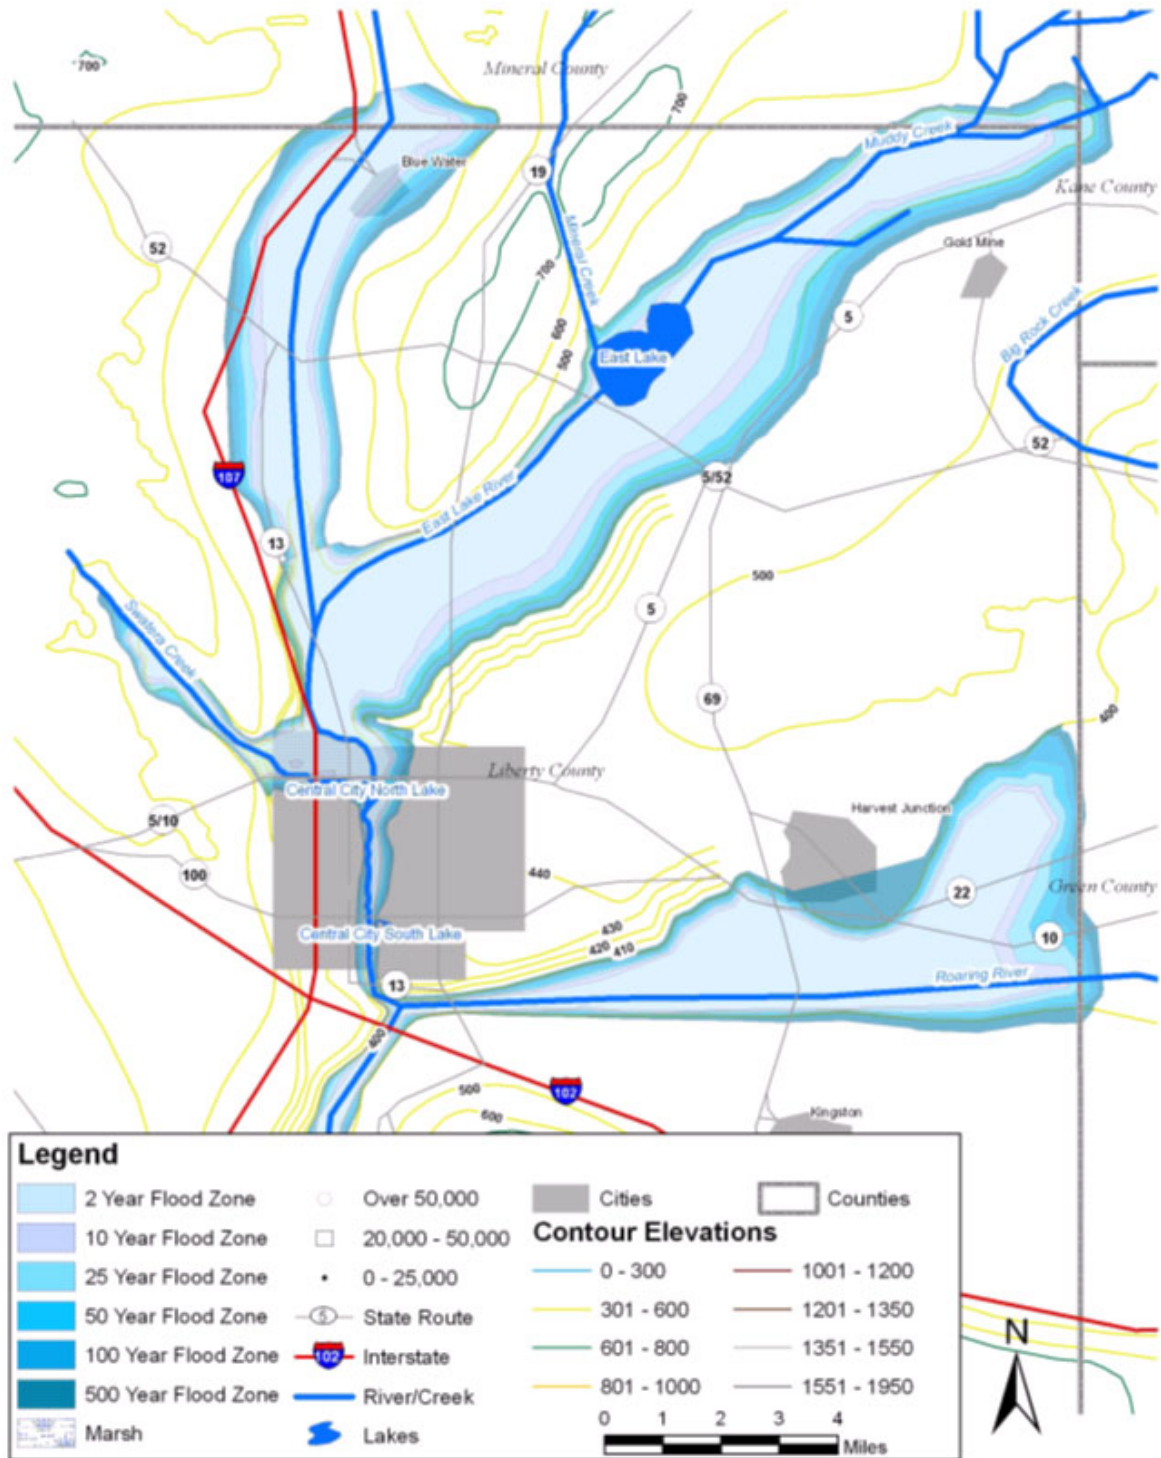 700
Mineral County
700
Muddy Creek
Blue Water
19
Kane County
Mineral Creek
52
Gold Mine
700
Big Rock Creek
5
600
500
East Lake
52
107
5/52
East Lake River
13
500
Swatera Creek
5
69
400
Liberty County
Central City North Lake
Harvest Junction
5/10
100
440
22
Green County
430
Central City South Lake
420
410
10
13
Roaring River
400
500
102
600
Kingston
Legend
2 Year Flood Zone
10 Year Flood Zone
25 Year Flood Zone
50 Year Flood Zone
100 Year Flood Zone
500 Year Flood Zone
Marsh
Over 50,000
20,000 - 50,000
0 - 25,000
5 State Route
102 Interstate
River/Creek
Lakes
Cities
Counties
Contour Elevations
0 - 300
301 - 600
601 - 800
801 - 1000
1001 - 1200
1201 - 1350
1351 - 1550
1551 - 1950
0 1 2 3 4
Miles
N